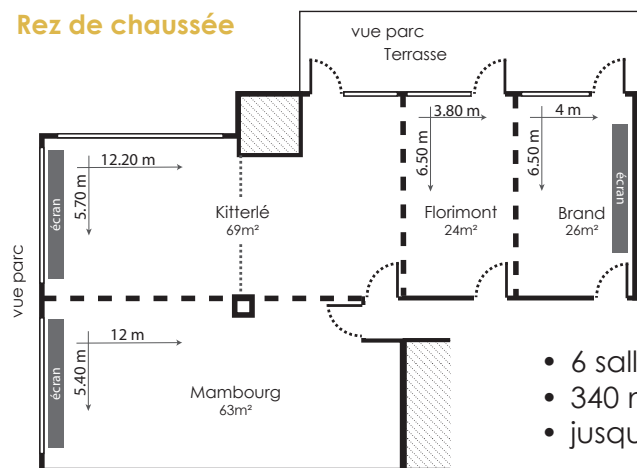 Rez de chaussée
vue parc
Terrasse
3.80 m
4 m
6.50 m
6.50 m
écran
12.20 m
5.70 m
écran
Kitterlé
69m²
Florimont
24m²
Brand
26m²
vue parc
12 m
5.40 m
écran
Mambourg
63m²
• 6 sall
• 340 r
• jusqu